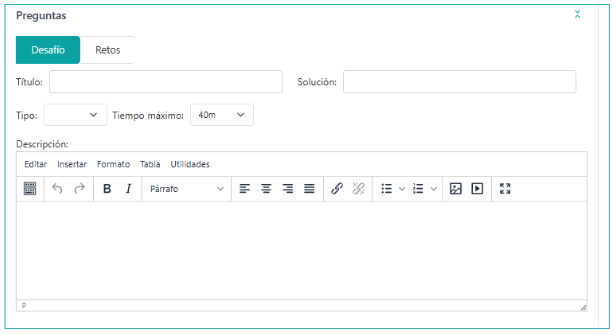 Preguntas
Desafío Retos
Título: Solución:
Tipo: Tiempo máximo: 40m
Descripción:
Editar Insertar Formato Tabla Utilidades
B I Párrafo
p